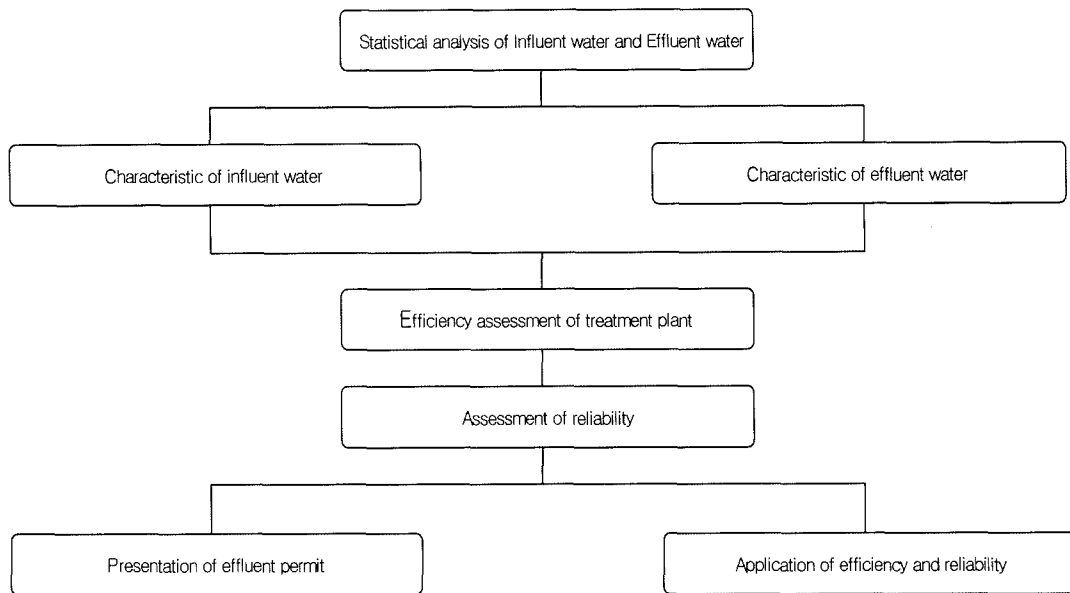 Statistical analysis of Influent water and Effluent water
Characteristic of influent water
Characteristic of effluent water
Efficiency assessment of treatment plant
Assessment of reliability
Presentation of effluent permit
Application of efficiency and reliability